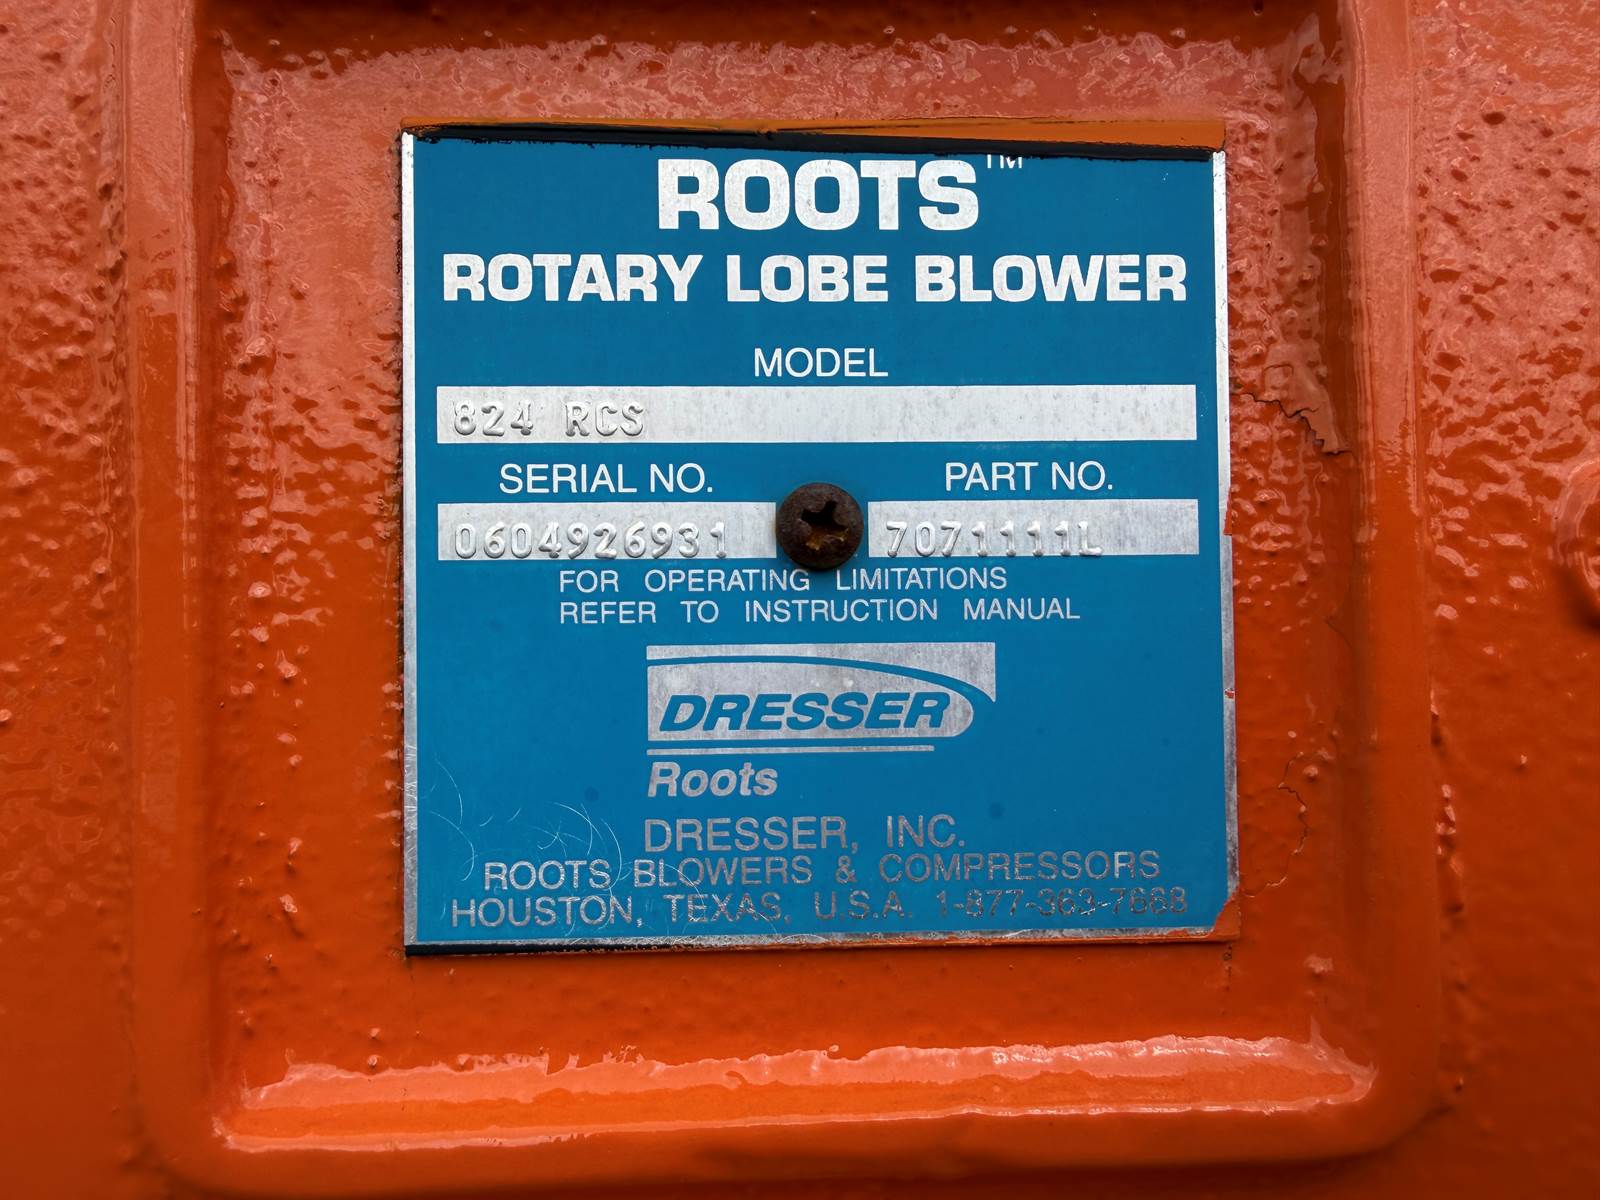 ROOTS™
ROTARY LOBE BLOWER
MODEL
824 RCS
SERIAL NO. PART NO.
0604926931 7071111L
FOR OPERATING LIMITATIONS
REFER TO INSTRUCTION MANUAL
DRESSER
Roots
DRESSER, INC.
ROOTS BLOWERS & COMPRESSORS
HOUSTON, TEXAS, U.S.A. 1-877-363-7668